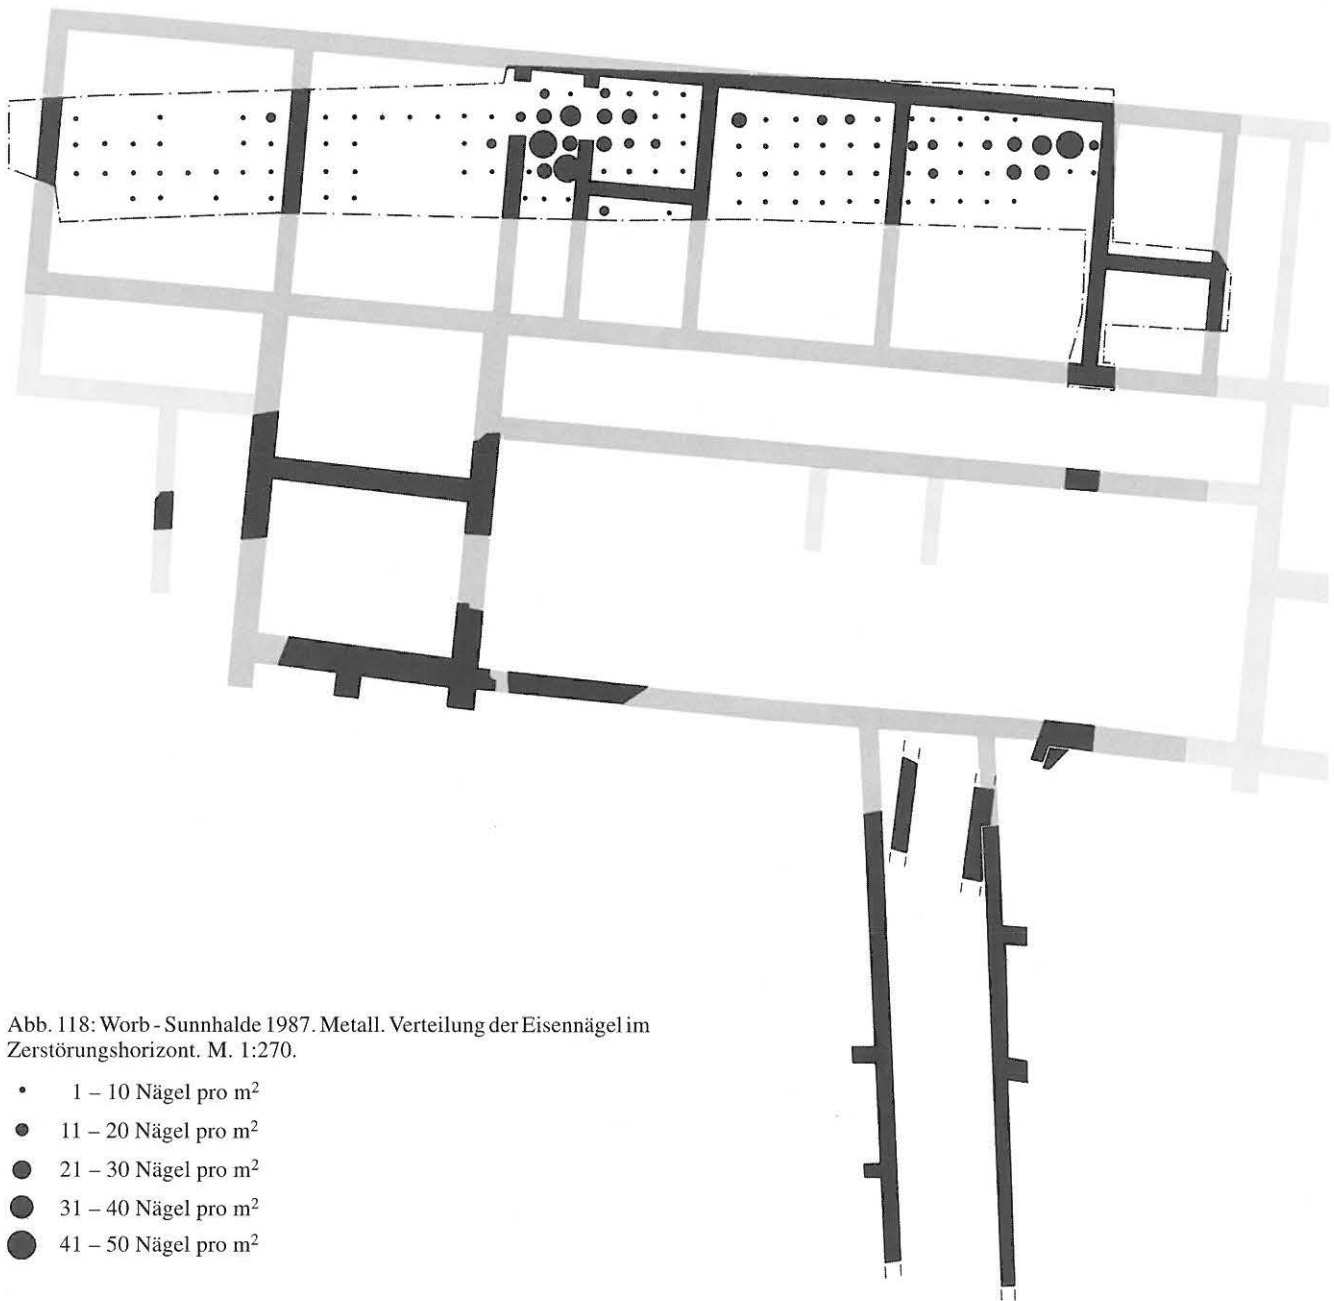 Abb. 118: Worb - Sunnhalde 1987. Metall. Verteilung der Eisennägel im
Zerstörungshorizont. M. 1:270.
1 – 10 Nägel pro m²
11 – 20 Nägel pro m²
21 – 30 Nägel pro m²
31 – 40 Nägel pro m²
41 – 50 Nägel pro m²